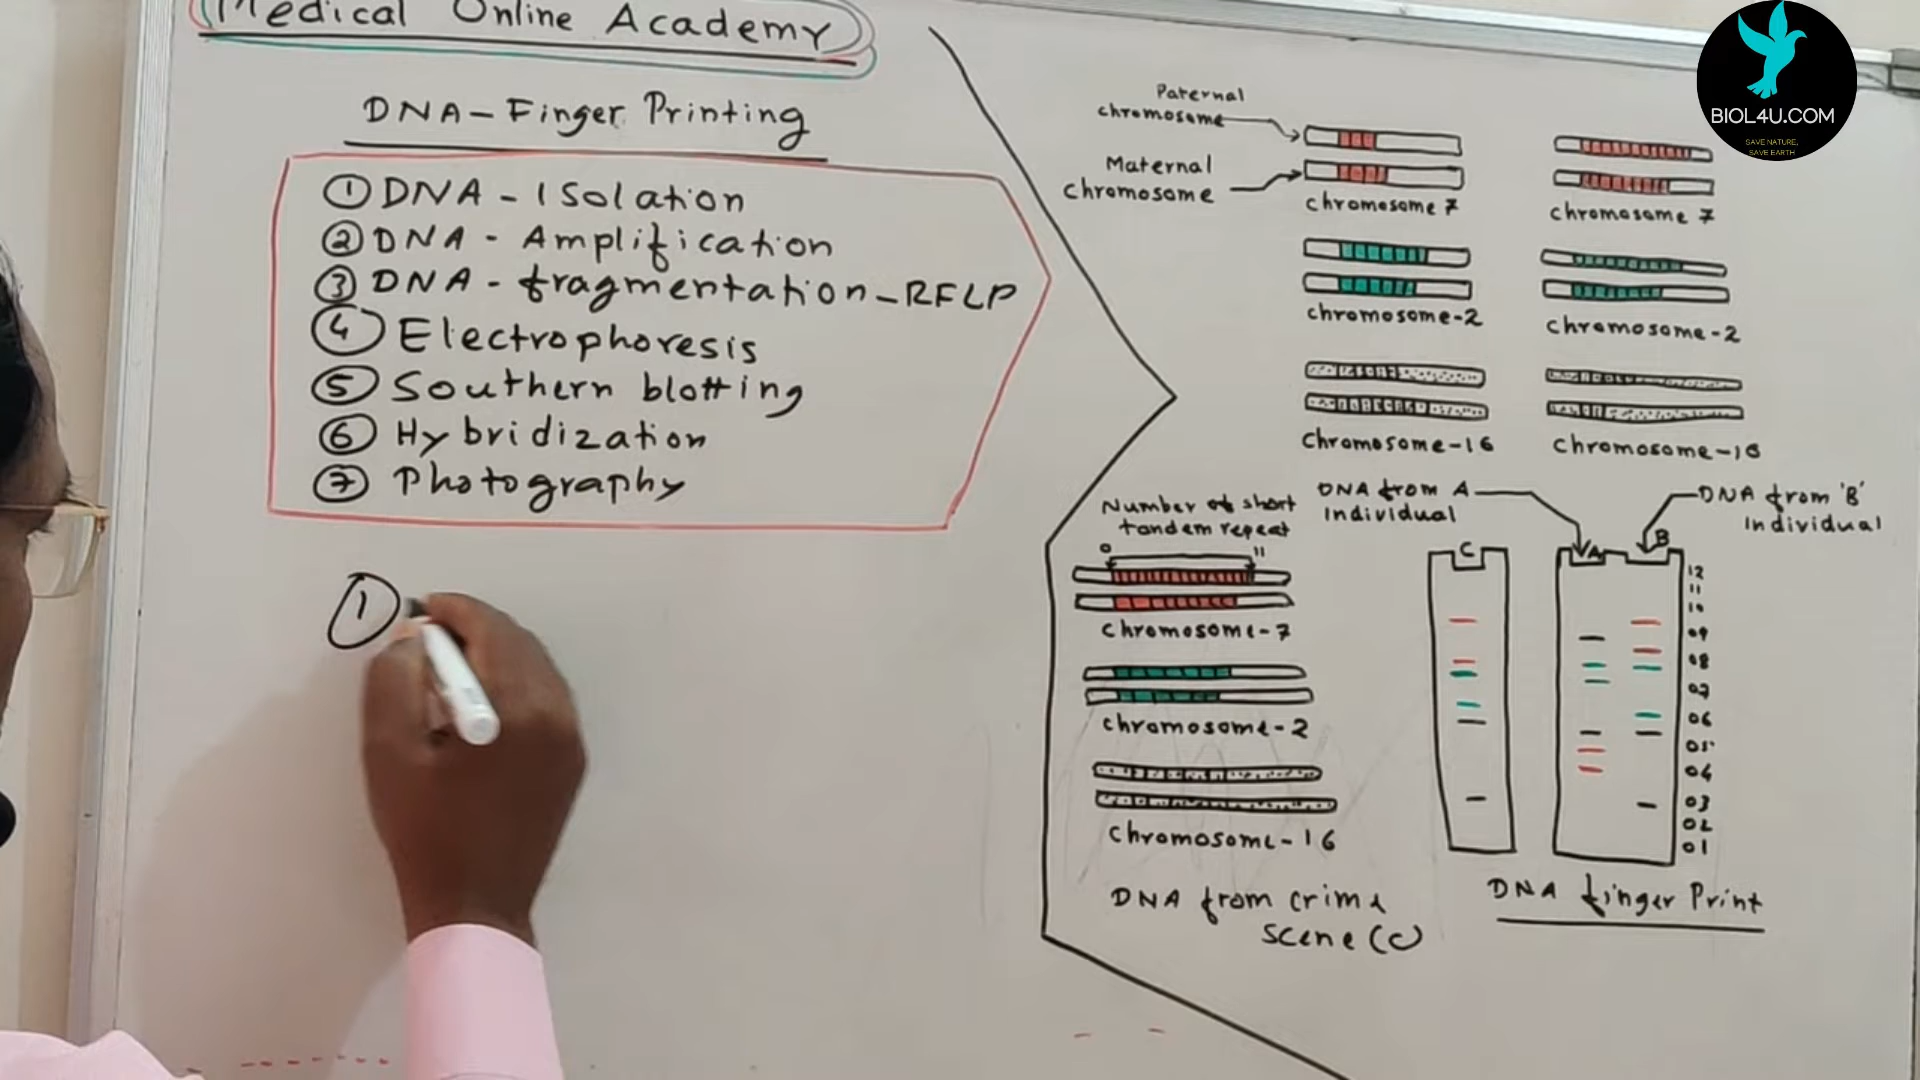 Medical Online Academy
DNA - Finger Printing
① DNA - Isolation
② DNA - Amplification
③ DNA - fragmentation - RFLP
④ Electrophoresis
⑤ Southern blotting
⑥ Hybridization
⑦ Photography
①
Paternal
chromosome
Maternal
chromosome
chromosome 7
chromosome 7
chromosome-2
chromosome-2
chromosome-16
chromosome-16
Number of short
tandem repeat
0 11
chromosome-7
chromosome-2
chromosome-16
DNA from crime
scene (C)
DNA from A
individual
DNA from 'B'
individual
C A B
12
11
10
09
08
07
06
05
04
03
02
01
DNA finger Print
BIOL4U.COM
SAVE NATURE,
SAVE EARTH